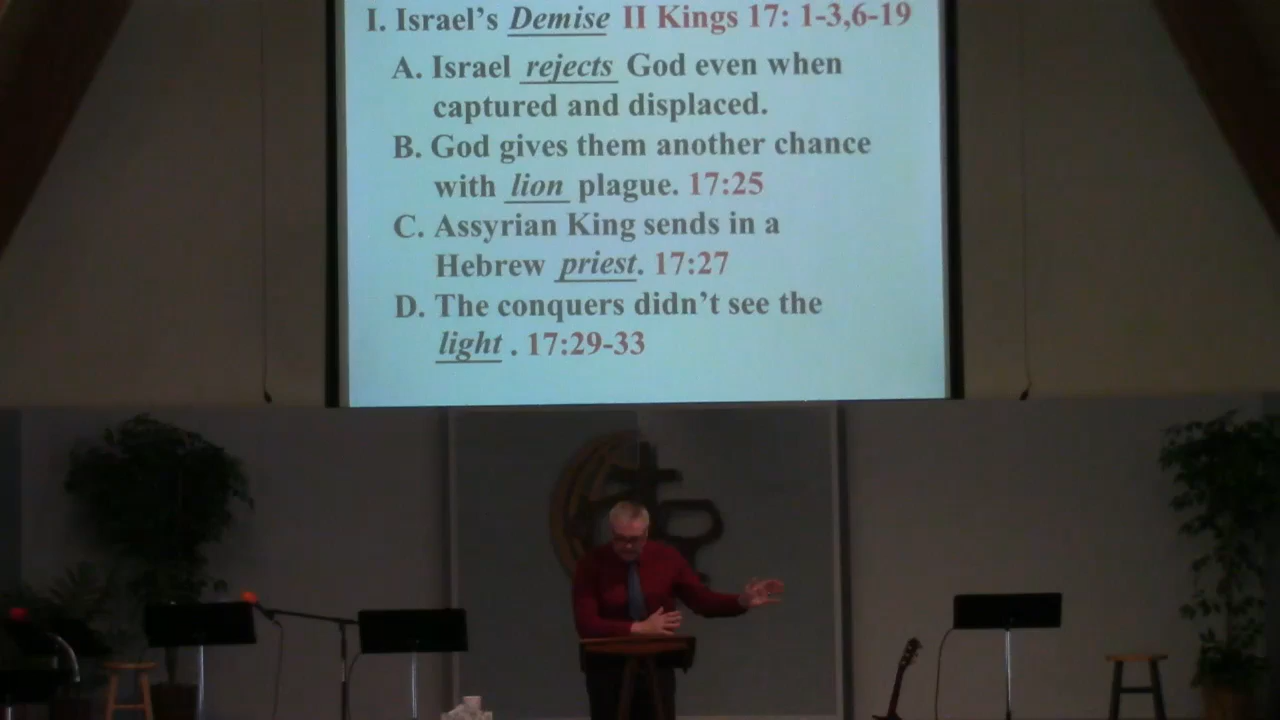 I. Israel's Demise II Kings 17: 1-3,6-19
A. Israel rejects God even when
captured and displaced.
B. God gives them another chance
with lion plague. 17:25
C. Assyrian King sends in a
Hebrew priest. 17:27
D. The conquers didn't see the
light . 17:29-33